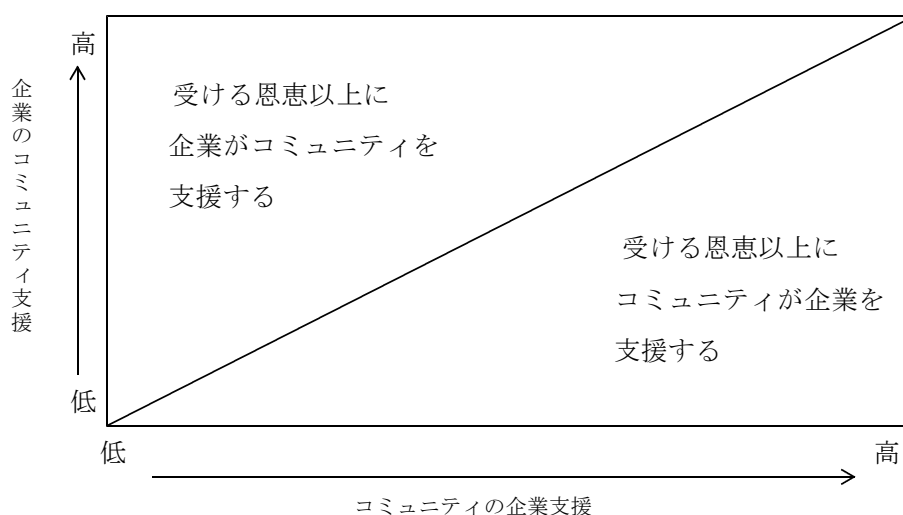 高
企業のコミュニティ支援
受ける恩恵以上に
企業がコミュニティを
支援する
受ける恩恵以上に
コミュニティが企業を
支援する
低
低
高
コミュニティの企業支援